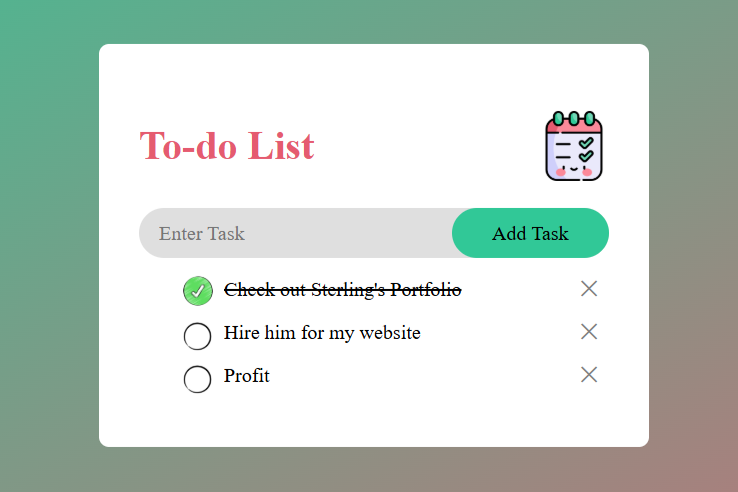 To-do List
Enter Task
Add Task
Check out Sterling's Portfolio
Hire him for my website
Profit